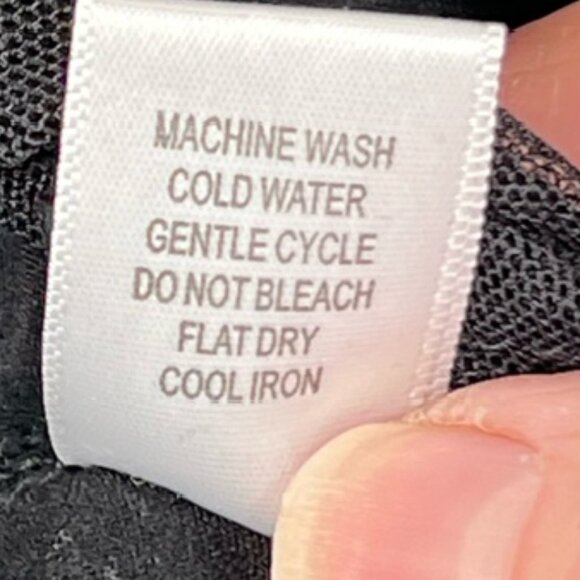 MACHINE WASH
COLD WATER
GENTLE CYCLE
DO NOT BLEACH
FLAT DRY
COOL IRON